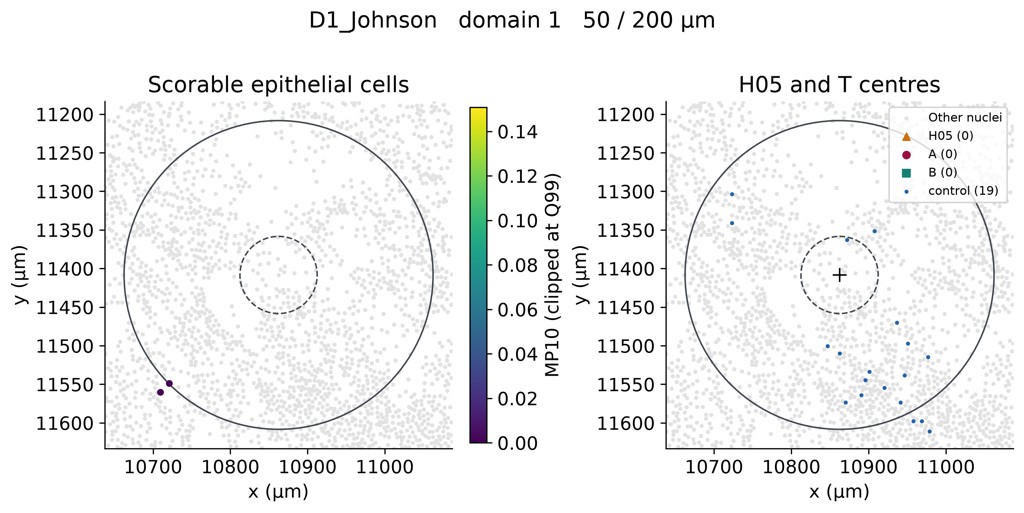 D1_Johnson   domain 1   50 / 200 µm
Scorable epithelial cells
11200
11250
11300
11350
11400
11450
11500
11550
11600
y (µm)
10700
10800
10900
11000
x (µm)
0.14
0.12
0.10
0.08
0.06
0.04
0.02
0.00
MP10 (clipped at Q99)
H05 and T centres
11200
11250
11300
11350
11400
11450
11500
11550
11600
y (µm)
10700
10800
10900
11000
x (µm)
Other nuclei
H05 (0)
A (0)
B (0)
control (19)